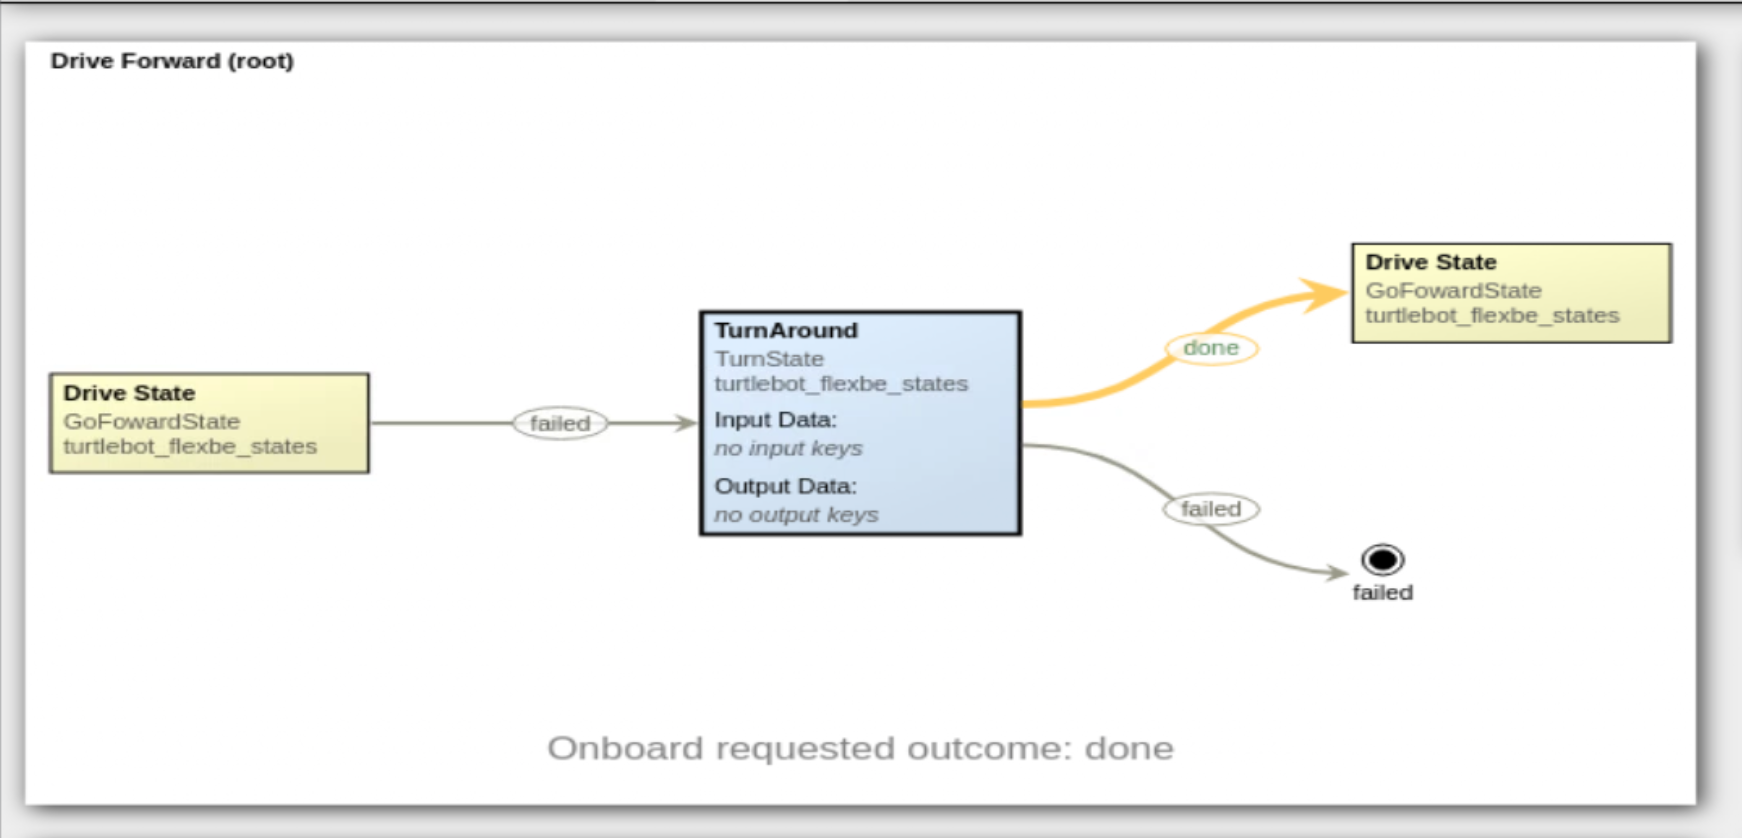 Drive Forward (root)
Drive State
GoFowardState
turtlebot_flexbe_states
failed
TurnAround
TurnState
turtlebot_flexbe_states
Input Data:
no input keys
Output Data:
no output keys
done
Drive State
GoFowardState
turtlebot_flexbe_states
failed
failed
Onboard requested outcome: done